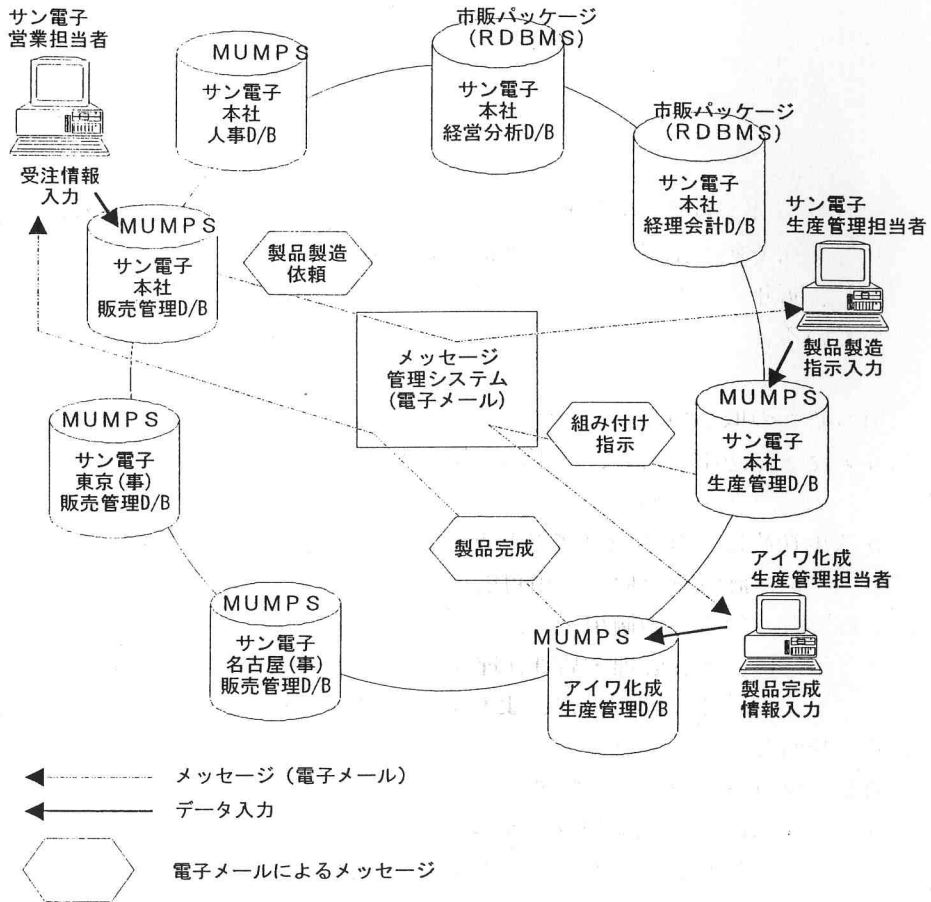 サン電子
営業担当者
受注情報
入力
MUMPS
サン電子
本社
人事D/B
市販パッケージ
(RDBMS)
サン電子
本社
経営分析D/B
市販パッケージ
(RDBMS)
サン電子
本社
経理会計D/B
サン電子
生産管理担当者
製品製造
指示入力
MUMPS
サン電子
本社
販売管理D/B
製品製造
依頼
メッセージ
管理システム
(電子メール)
組み付け
指示
MUMPS
サン電子
本社
生産管理D/B
MUMPS
サン電子
東京(事)
販売管理D/B
製品完成
アイワ化成
生産管理担当者
製品完成
情報入力
MUMPS
サン電子
名古屋(事)
販売管理D/B
MUMPS
アイワ化成
生産管理D/B
メッセージ(電子メール)
データ入力
電子メールによるメッセージ